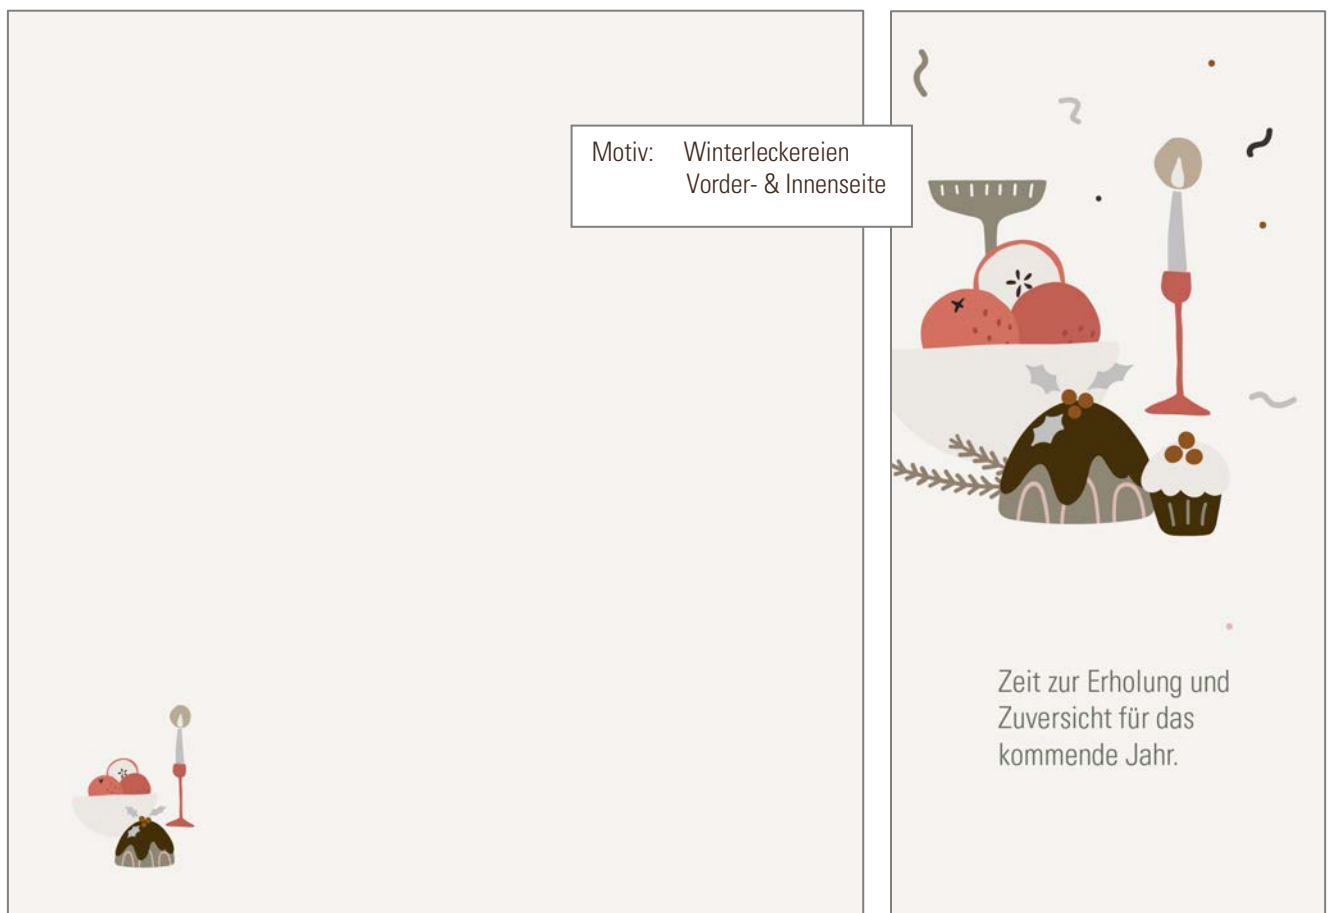 Motiv: Winterleckereien
Vorder- & Innenseite
Zeit zur Erholung und
Zuversicht für das
kommende Jahr.